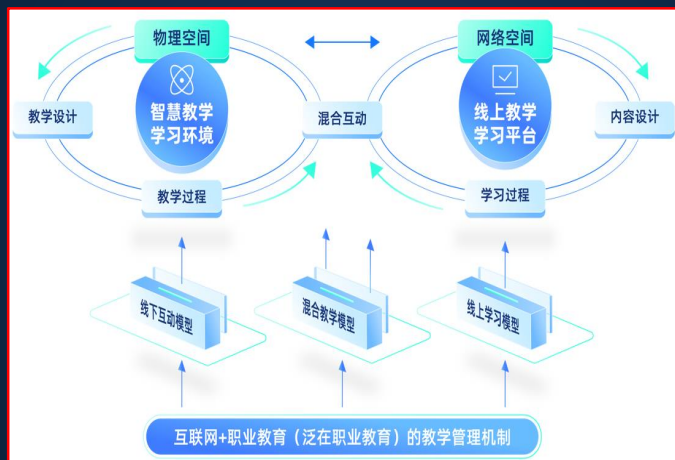 物理空间
网络空间
智慧教学
学习环境
线上教学
学习平台
教学设计
混合互动
内容设计
教学过程
学习过程
线下互动模型
混合教学模型
线上学习模型
互联网+职业教育（泛在职业教育）的教学管理机制